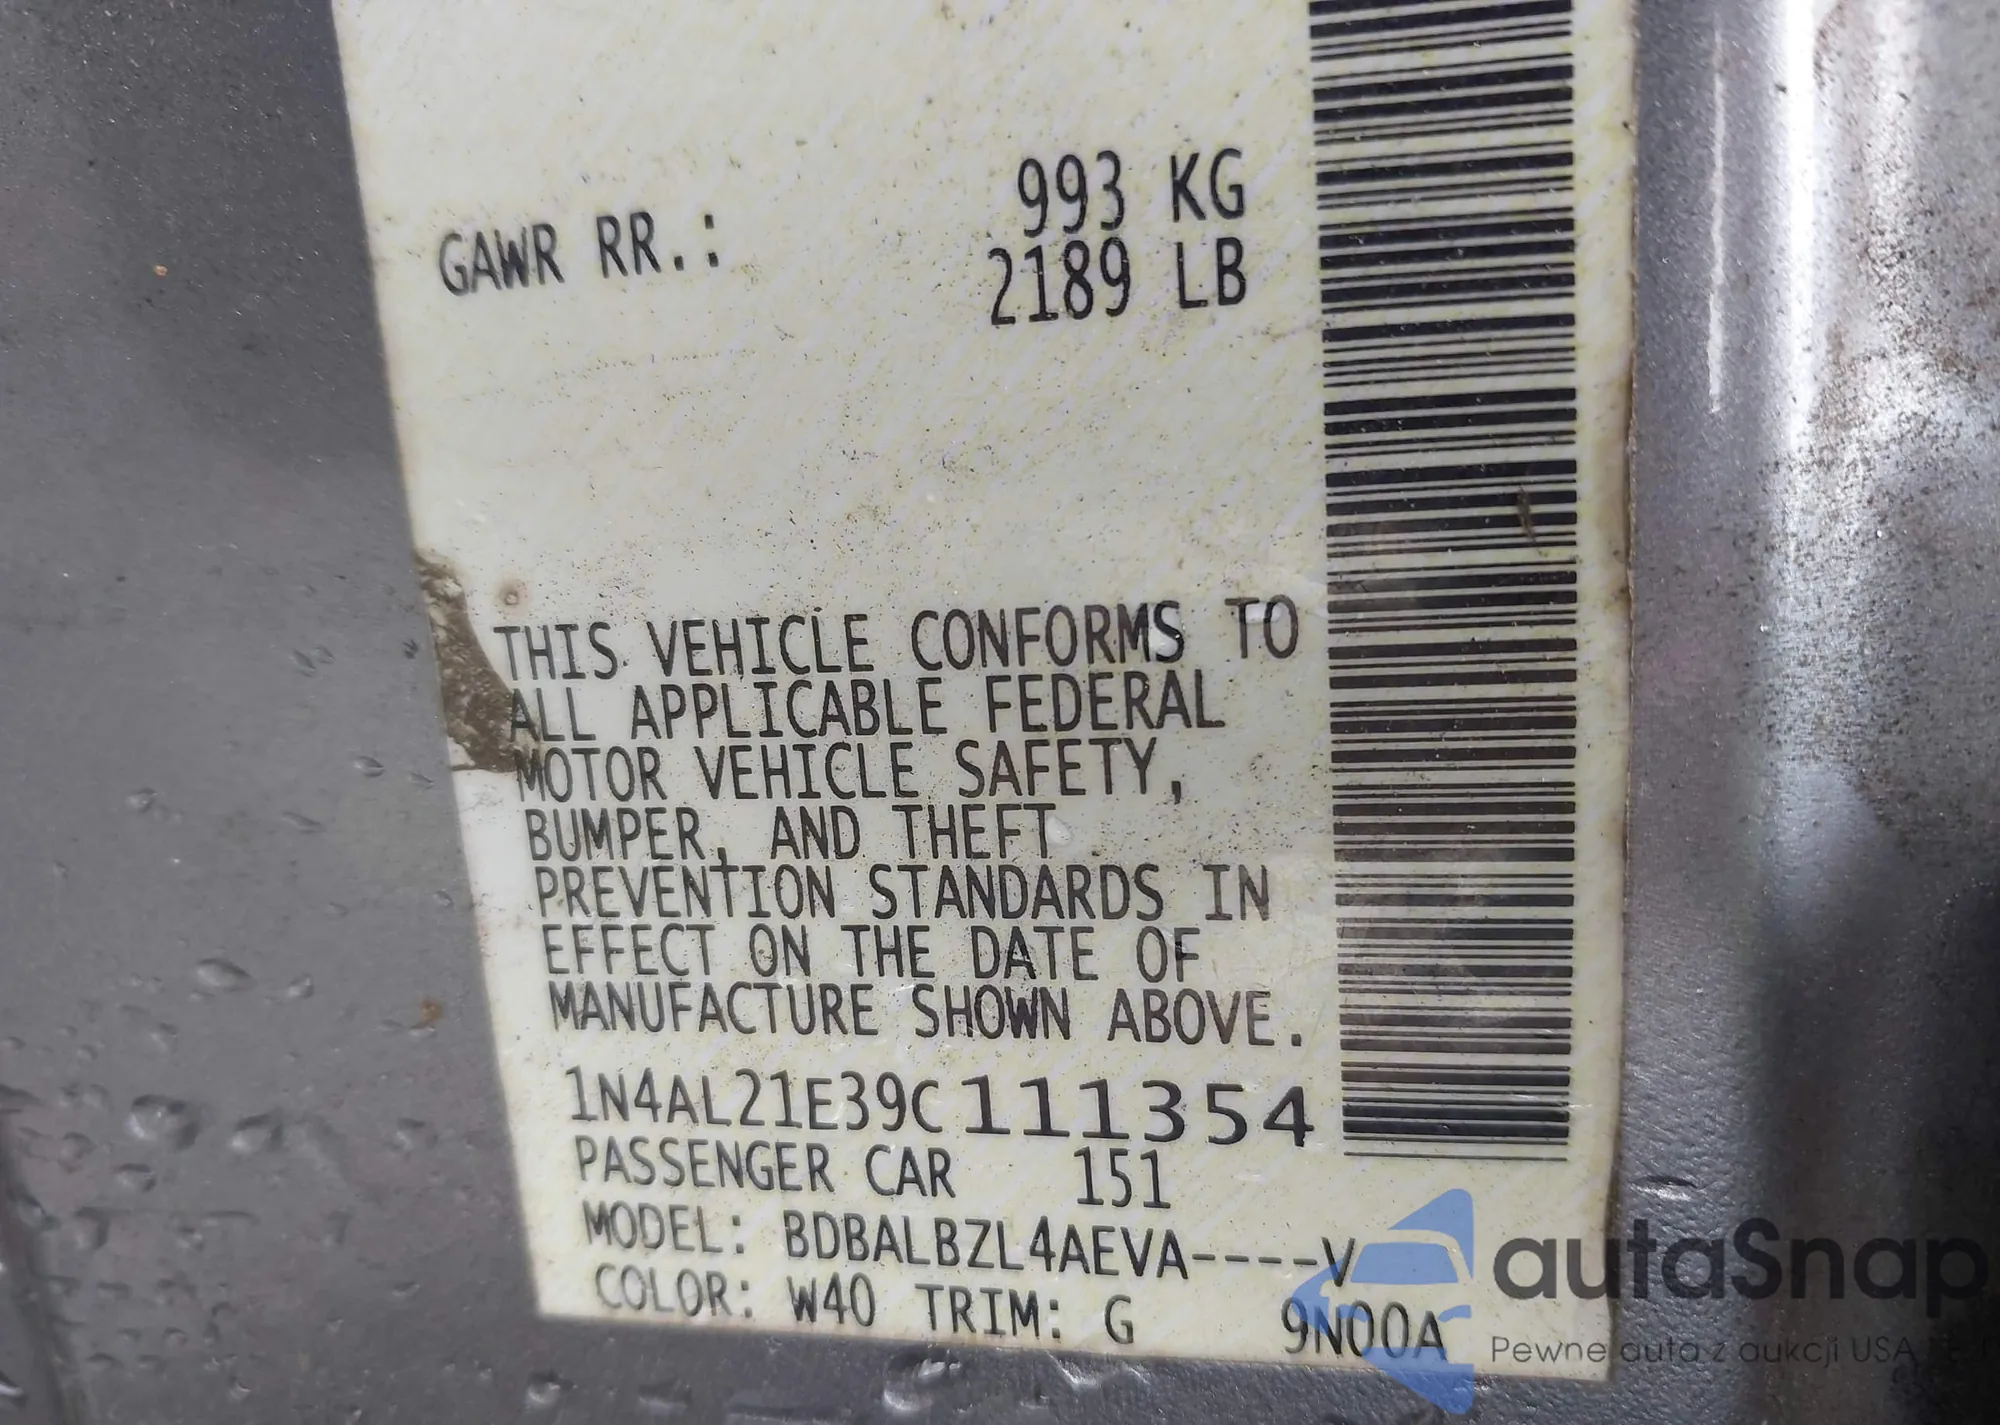 993 KG
GAWR RR.:
2189 LB
THIS VEHICLE CONFORMS TO
ALL APPLICABLE FEDERAL
MOTOR VEHICLE SAFETY,
BUMPER, AND THEFT
PREVENTION STANDARDS IN
EFFECT ON THE DATE OF
MANUFACTURE SHOWN ABOVE.
1N4AL21E39C111354
PASSENGER CAR 151
MODEL: BDBALBZL4AEVA----V
COLOR: W40 TRIM: G 9N00A
autaSnap
Pewne auta z aukcji USA